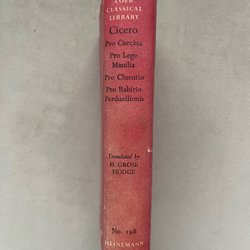 LOEB
CLASSICAL
LIBRARY
Cicero
Pro Caecina
Pro Lege
Manilia
Pro Cluentio
Pro Rabirio
Perduellionis
Translated by
H. GROSE
HODGE
No. 198
HEINEMANN